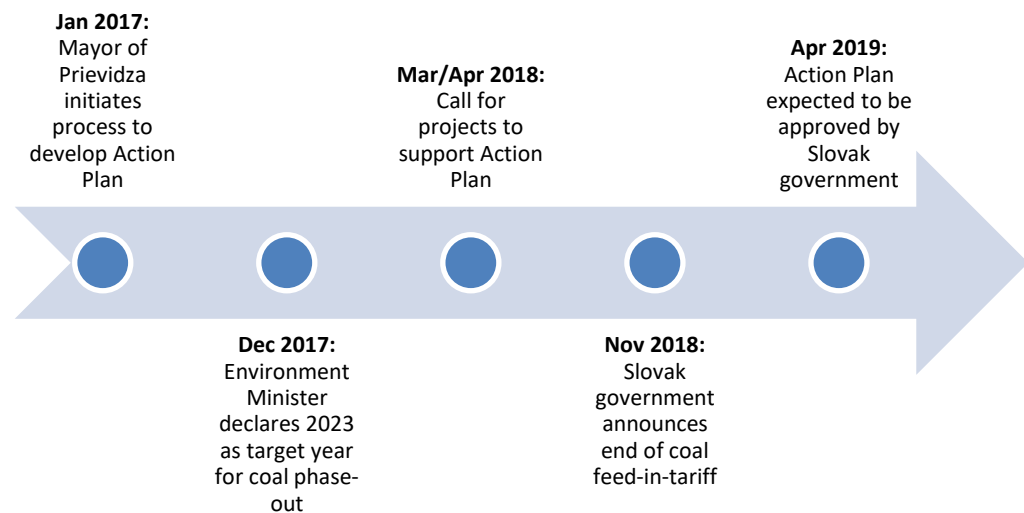 Jan 2017:
Mayor of
Prievidza
initiates
process to
develop Action
Plan
Dec 2017:
Environment
Minister
declares 2023
as target year
for coal phase-
out
Mar/Apr 2018:
Call for
projects to
support Action
Plan
Nov 2018:
Slovak
government
announces
end of coal
feed-in-tariff
Apr 2019:
Action Plan
expected to be
approved by
Slovak
government